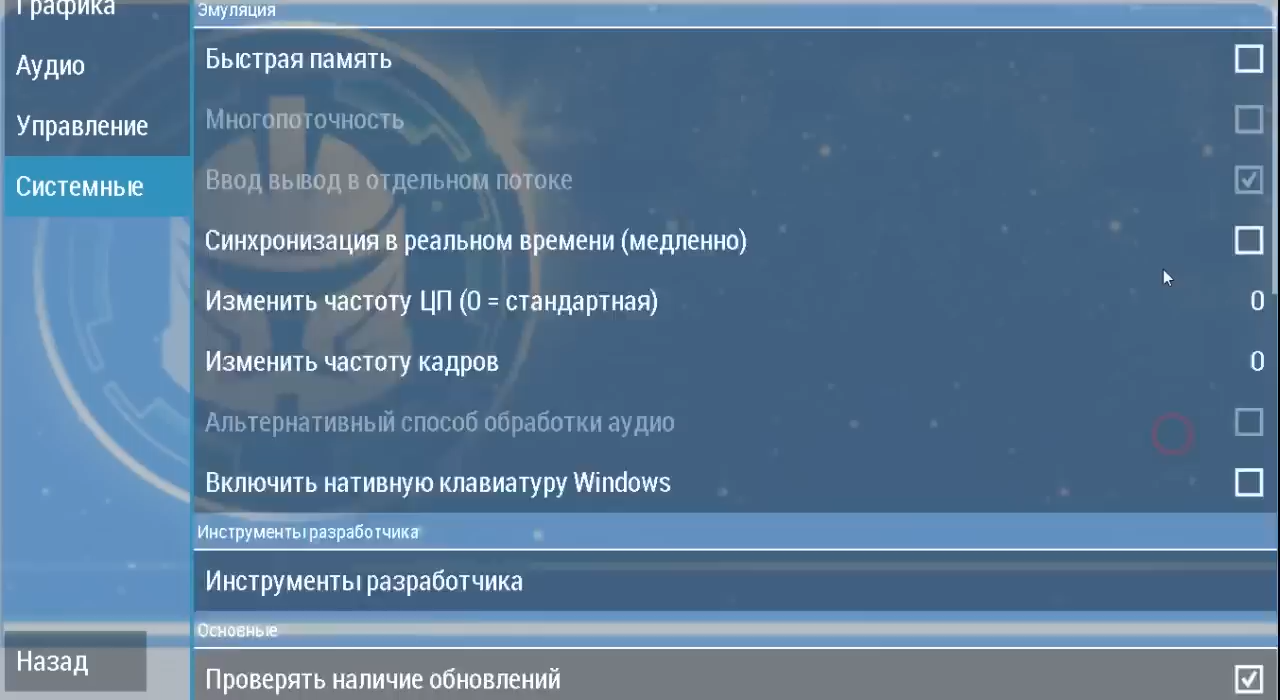 Графика
Эмуляция
Аудио
Быстрая память
Управление
Многопоточность
Системные
Ввод вывод в отдельном потоке
Синхронизация в реальном времени (медленно)
Изменить частоту ЦП (0 = стандартная) 0
Изменить частоту кадров 0
Альтернативный способ обработки аудио
Включить нативную клавиатуру Windows
Инструменты разработчика
Инструменты разработчика
Основные
Назад
Проверять наличие обновлений